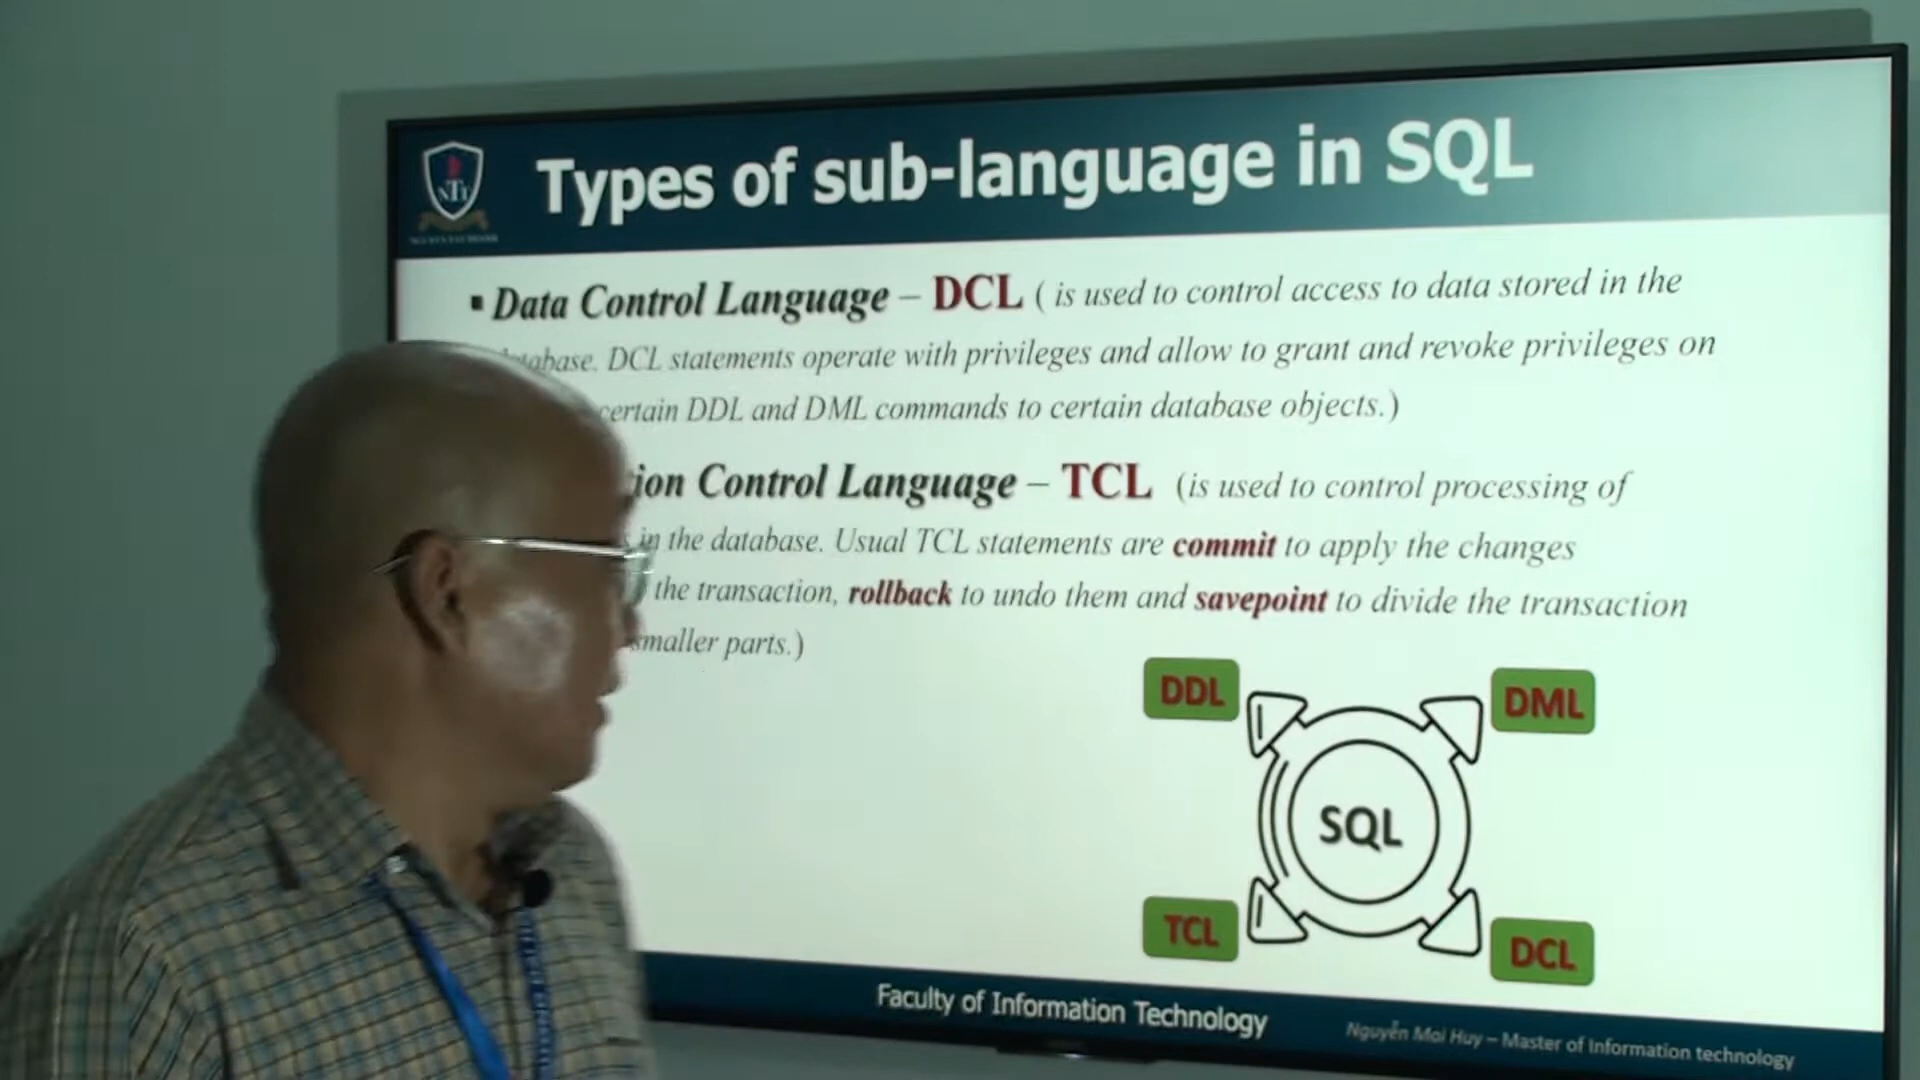 Types of sub-language in SQL
NTT
▪ Data Control Language – DCL ( is used to control access to data stored in the
database. DCL statements operate with privileges and allow to grant and revoke privileges on
certain DDL and DML commands to certain database objects.)
Control Language – TCL (is used to control processing of
in the database. Usual TCL statements are commit to apply the changes
the transaction, rollback to undo them and savepoint to divide the transaction
smaller parts.)
DDL
DML
SQL
TCL
DCL
Faculty of Information Technology
Nguyễn Mai Huy – Master of Information technology